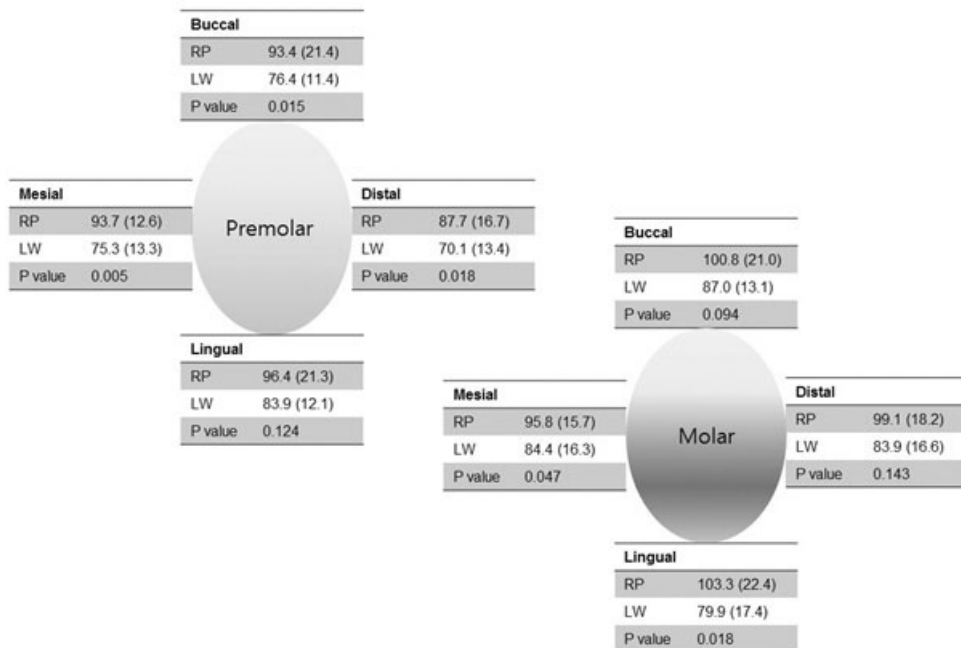 Buccal
RP 93.4 (21.4)
LW 76.4 (11.4)
P value 0.015
Mesial
RP 93.7 (12.6)
LW 75.3 (13.3)
P value 0.005
Premolar
Distal
RP 87.7 (16.7)
LW 70.1 (13.4)
P value 0.018
Lingual
RP 96.4 (21.3)
LW 83.9 (12.1)
P value 0.124
Buccal
RP 100.8 (21.0)
LW 87.0 (13.1)
P value 0.094
Mesial
RP 95.8 (15.7)
LW 84.4 (16.3)
P value 0.047
Molar
Distal
RP 99.1 (18.2)
LW 83.9 (16.6)
P value 0.143
Lingual
RP 103.3 (22.4)
LW 79.9 (17.4)
P value 0.018